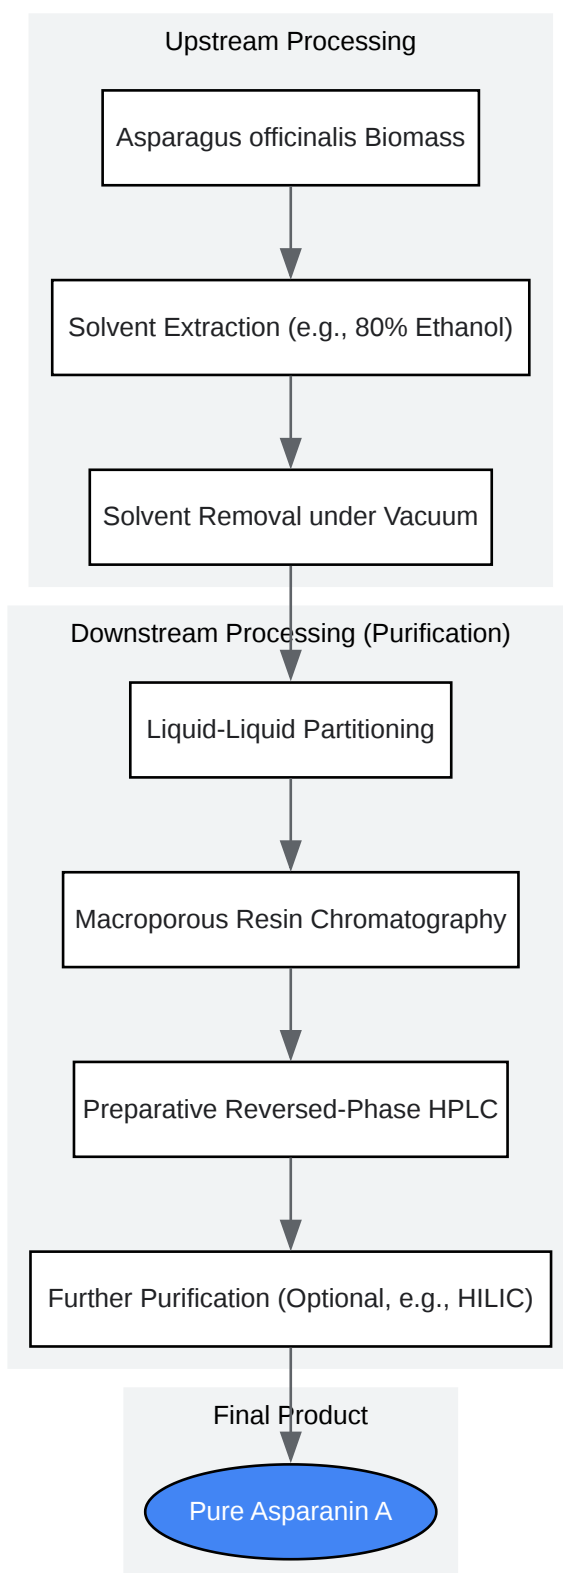 Upstream Processing
Asparagus officinalis Biomass
Solvent Extraction (e.g., 80% Ethanol)
Solvent Removal under Vacuum
Downstream Processing (Purification)
Liquid-Liquid Partitioning
Macroporous Resin Chromatography
Preparative Reversed-Phase HPLC
Further Purification (Optional, e.g., HILIC)
Final Product
Pure Asparanin A